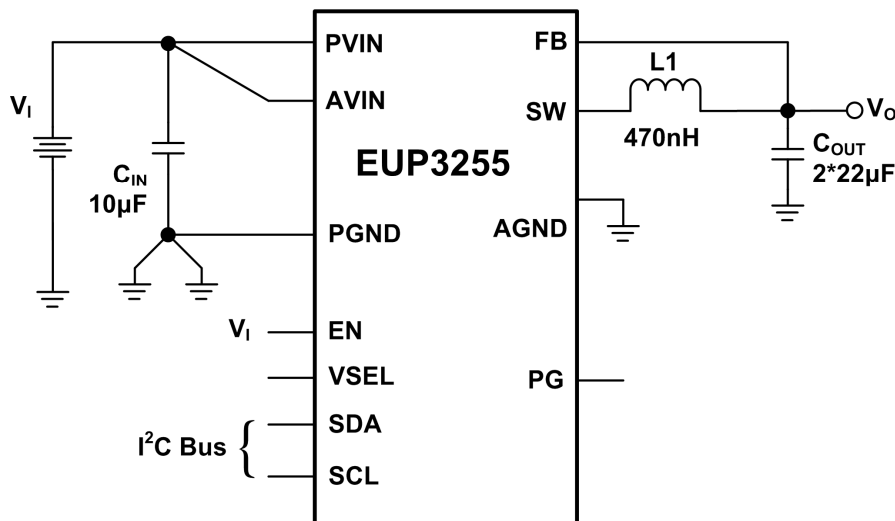 PVIN
FB
L1
AVIN
V_I
SW
V_O
470nH
C_OUT
2*22µF
EUP3255
C_IN
10µF
PGND
AGND
V_I
EN
VSEL
PG
SDA
I²C Bus
SCL